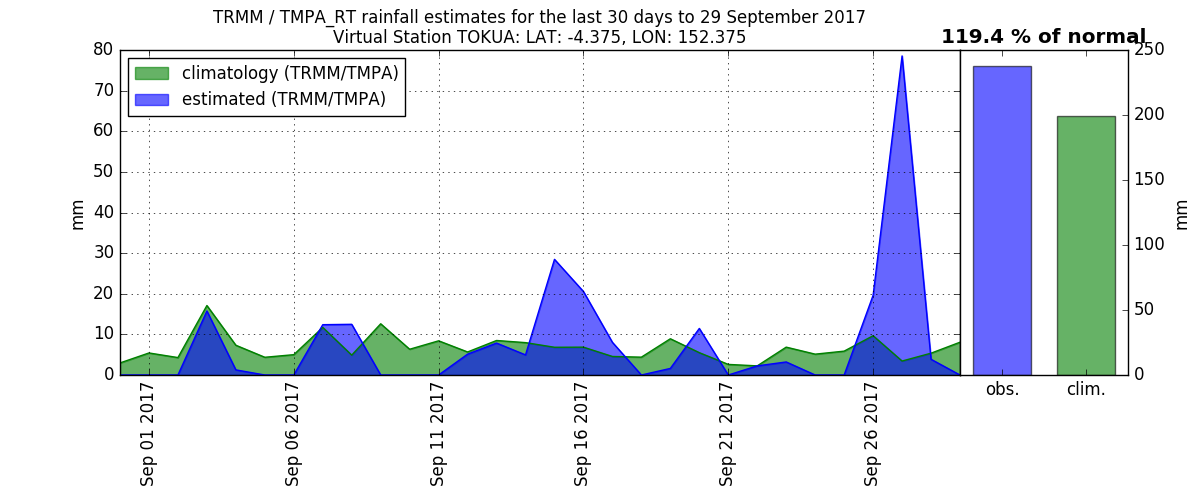 TRMM / TMPA_RT rainfall estimates for the last 30 days to 29 September 2017
Virtual Station TOKUA: LAT: -4.375, LON: 152.375
119.4 % of normal
climatology (TRMM/TMPA)
estimated (TRMM/TMPA)
mm
80
70
60
50
40
30
20
10
0
Sep 01 2017
Sep 06 2017
Sep 11 2017
Sep 16 2017
Sep 21 2017
Sep 26 2017
250
200
150
100
50
0
mm
obs.
clim.